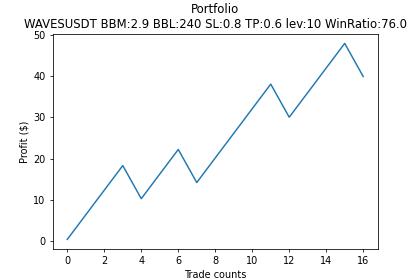 Portfolio
WAVESUSDT BBM:2.9 BBL:240 SL:0.8 TP:0.6 lev:10 WinRatio:76.0
50
40
30
20
10
0
Profit ($)
0 2 4 6 8 10 12 14 16
Trade counts